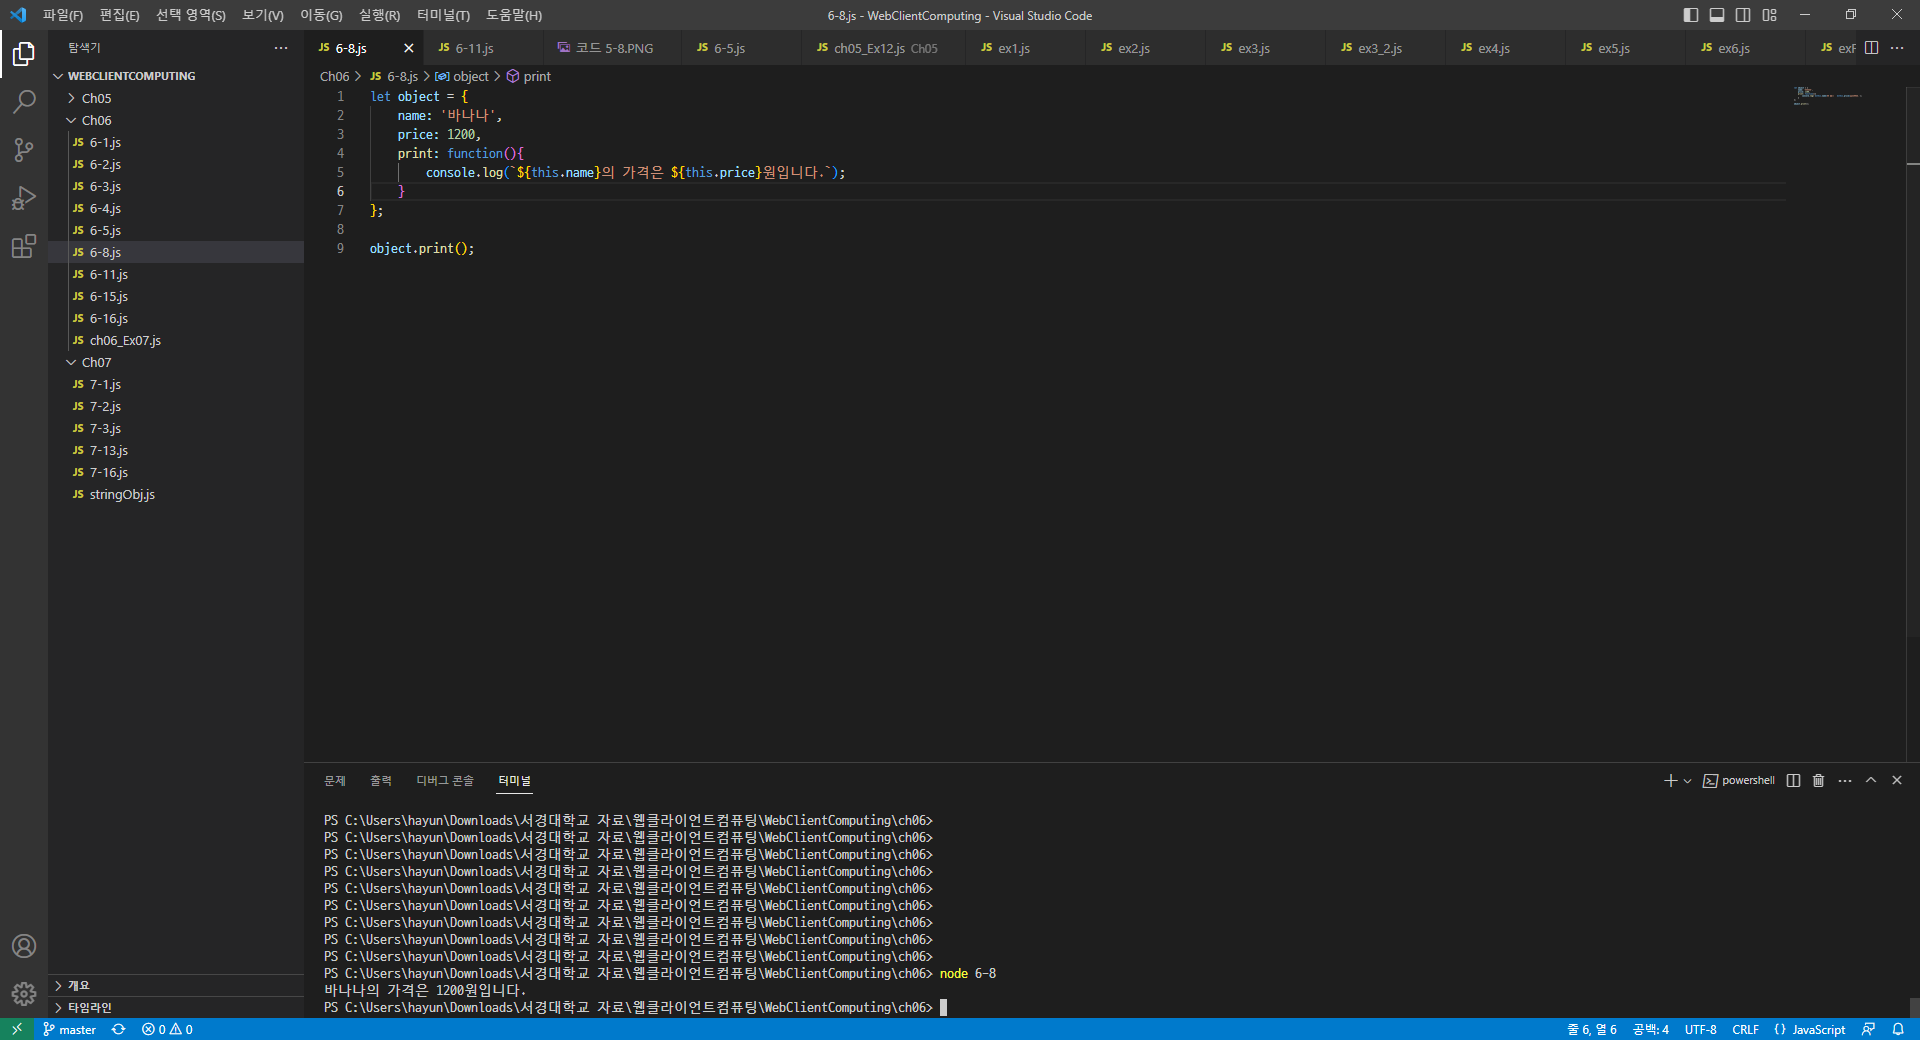 파일(F) 편집(E) 선택 영역(S) 보기(V) 이동(G) 실행(R) 터미널(T) 도움말(H)
6-8.js - WebClientComputing - Visual Studio Code
탐색기
WEBCLIENTCOMPUTING
Ch05
Ch06
JS 6-1.js
JS 6-2.js
JS 6-3.js
JS 6-4.js
JS 6-5.js
JS 6-8.js
JS 6-11.js
JS 6-15.js
JS 6-16.js
JS ch06_Ex07.js
Ch07
JS 7-1.js
JS 7-2.js
JS 7-3.js
JS 7-13.js
JS 7-16.js
JS stringObj.js
개요
타임라인
JS 6-8.js JS 6-11.js 코드 5-8.PNG JS 6-5.js JS ch05_Ex12.js Ch05 JS ex1.js JS ex2.js JS ex3.js JS ex3_2.js JS ex4.js JS ex5.js JS ex6.js JS
Ch06 > JS 6-8.js > object > print
1 let object = {
2 name: '바나나',
3 price: 1200,
4 print: function(){
5 console.log(`${this.name}의 가격은 ${this.price}원입니다.`);
6 }
7 };
8
9 object.print();
문제 출력 디버그 콘솔 터미널
powershell
PS C:\Users\hayun\Downloads\서경대학교 자료\웹클라이언트컴퓨팅\WebClientComputing\ch06>
PS C:\Users\hayun\Downloads\서경대학교 자료\웹클라이언트컴퓨팅\WebClientComputing\ch06>
PS C:\Users\hayun\Downloads\서경대학교 자료\웹클라이언트컴퓨팅\WebClientComputing\ch06>
PS C:\Users\hayun\Downloads\서경대학교 자료\웹클라이언트컴퓨팅\WebClientComputing\ch06>
PS C:\Users\hayun\Downloads\서경대학교 자료\웹클라이언트컴퓨팅\WebClientComputing\ch06>
PS C:\Users\hayun\Downloads\서경대학교 자료\웹클라이언트컴퓨팅\WebClientComputing\ch06>
PS C:\Users\hayun\Downloads\서경대학교 자료\웹클라이언트컴퓨팅\WebClientComputing\ch06>
PS C:\Users\hayun\Downloads\서경대학교 자료\웹클라이언트컴퓨팅\WebClientComputing\ch06>
PS C:\Users\hayun\Downloads\서경대학교 자료\웹클라이언트컴퓨팅\WebClientComputing\ch06>
PS C:\Users\hayun\Downloads\서경대학교 자료\웹클라이언트컴퓨팅\WebClientComputing\ch06> node 6-8
바나나의 가격은 1200원입니다.
PS C:\Users\hayun\Downloads\서경대학교 자료\웹클라이언트컴퓨팅\WebClientComputing\ch06>
master 0 0
줄 6, 열 6 공백: 4 UTF-8 CRLF {} JavaScript